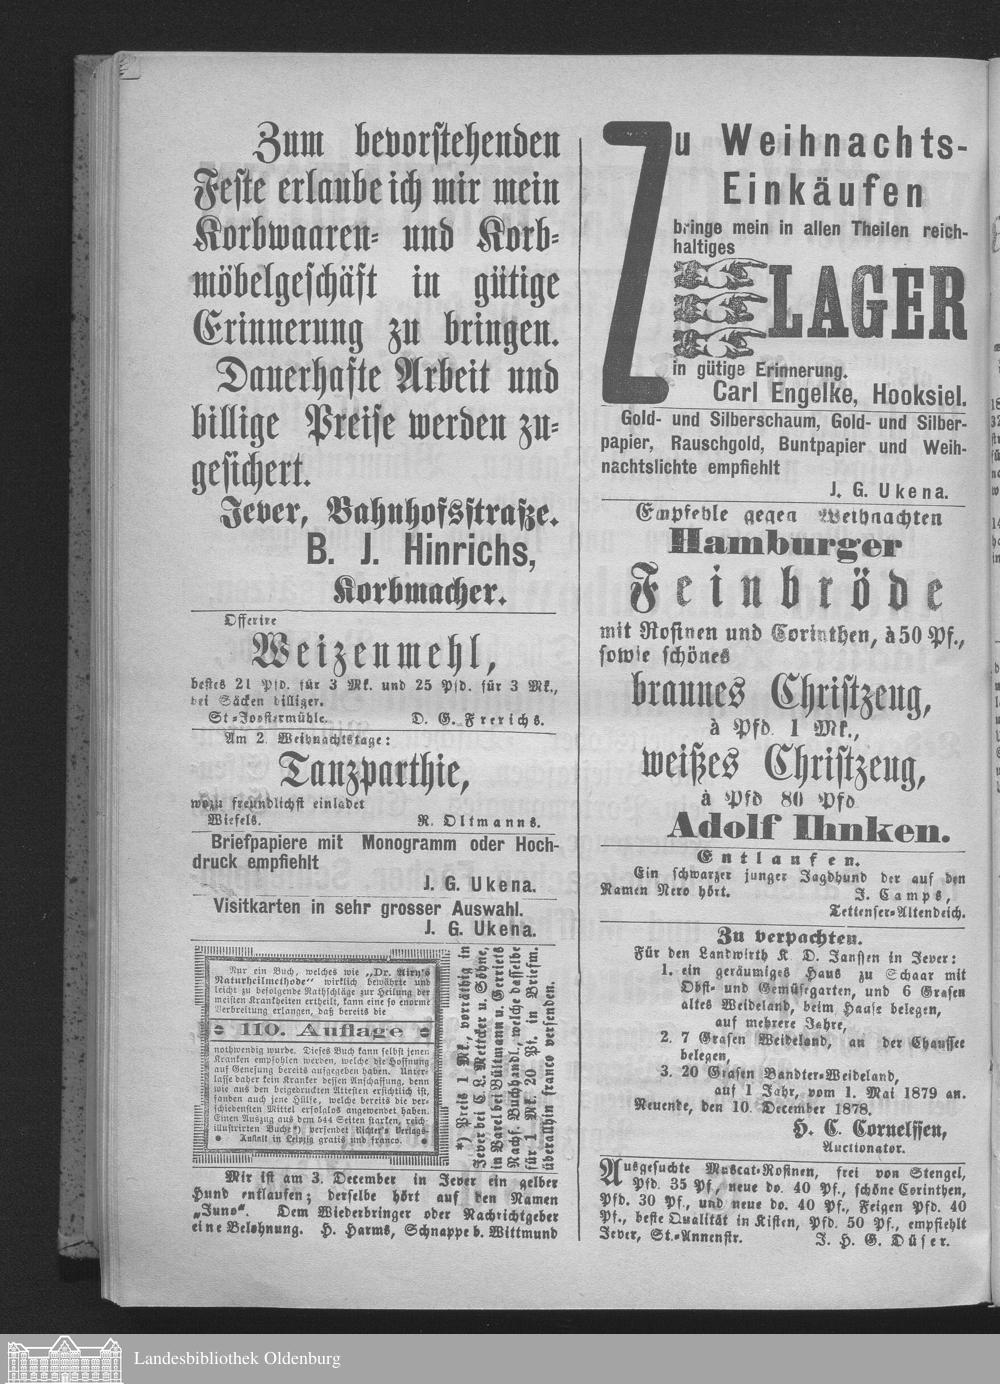 Zum bevorstehenden
Feste erlaube ich mir mein
Korbwaaren- und Korb-
möbelgeschäft in gütige
Erinnerung zu bringen.
Dauerhafte Arbeit und
billige Preise werden zu-
gesichert.
Jever, Bahnhofsstraße.
B. J. Hinrichs,
Korbmacher.
Offerire
Weizenmehl,
bestes 21 Pfd. für 3 Mk. und 25 Pfd. für 3 Mk.,
bei Säcken billiger.
St.-Joostermühle. D. G. Frerichs.
Am 2. Weihnachtstage:
Tanzparthie,
wozu freundlichst einladet
Wiefels. R. Oltmanns.
Briefpapiere mit Monogramm oder Hoch-
druck empfiehlt
J. G. Ukena.
Visitkarten in sehr grosser Auswahl.
J. G. Ukena.
Nur ein Buch, welches wie „Dr. Airy's
Naturheilmethode" wirklich bewährte und
leicht zu befolgende Rathschläge zur Heilung der
meisten Krankheiten ertheilt, kann eine so enorme
Verbreitung erlangen, daß bereits die
110. Auflage
nothwendig wurde. Dieses Buch kann selbst jenen
Kranken empfohlen werden, welche die Hoffnung
auf Genesung bereits aufgegeben haben. Unter-
lasse daher kein Kranker dessen Anschaffung, denn
wie aus den beigedruckten Attesten ersichtlich ist,
fanden auch jene Hülfe, welche bereits die ver-
schiedensten Mittel erfolglos angewendet haben.
Einen Auszug aus dem 544 Seiten starken, reich
illustrirten Buche*) versendet Richter's Verlags-
Anstalt in Leipzig gratis und franco.
*) Preis 1 Mk., vorräthig in
Jever bei C. L. Mettcker u. Söhne,
in Varel bei Bültmann u. Gerriets
Nachf. Buchhandl., welche dasselbe
für 1 Mk. 20 Pf. in Briefm.
überallhin franco versenden.
Mir ist am 3. December in Jever ein gelber
Hund entlaufen; derselbe hört auf den Namen
„Juno". Dem Wiederbringer oder Nachrichtgeber
eine Belohnung. H. Harms, Schnappe b. Wittmund
Zu Weihnachts-
Einkäufen
bringe mein in allen Theilen reich-
haltiges
LAGER
in gütige Erinnerung.
Carl Engelke, Hooksiel.
Gold- und Silberschaum, Gold- und Silber-
papier, Rauschgold, Buntpapier und Weih-
nachtslichte empfiehlt
J. G. Ukena.
Empfehle gegen Weihnachten
Hamburger
Feinbröde
mit Rosinen und Corinthen, à 50 Pf.,
sowie schönes
braunes Christzeug,
à Pfd. 1 Mk.,
weißes Christzeug,
à Pfd 80 Pfd
Adolf Ihnken.
Entlaufen.
Ein schwarzer junger Jagdhund der auf den
Namen Nero hört. J. Camps,
Tettenser-Altendeich.
Zu verpachten.
Für den Landwirth K. D. Janssen in Jever:
1. ein geräumiges Haus zu Schaar mit
Obst- und Gemüsegarten, und 6 Grasen
altes Weideland, beim Hause belegen,
auf mehrere Jahre,
2. 7 Grasen Weideland, an der Chaussee
belegen,
3. 20 Grasen Bandter-Weideland,
auf 1 Jahr, vom 1. Mai 1879 an.
Neuende, den 10. December 1878.
H. C. Cornelssen,
Auctionator.
Ausgesuchte Muscat-Rosinen, frei von Stengel,
Pfd. 35 Pf., neue do. 40 Pf., schöne Corinthen,
Pfd. 30 Pf., und neue do. 40 Pf., Feigen Pfd. 40
Pf., beste Qualität in Kisten, Pfd. 50 Pf., empfiehlt
Jever, St.-Annenstr. J. H. G. Düser.
Landesbibliothek Oldenburg